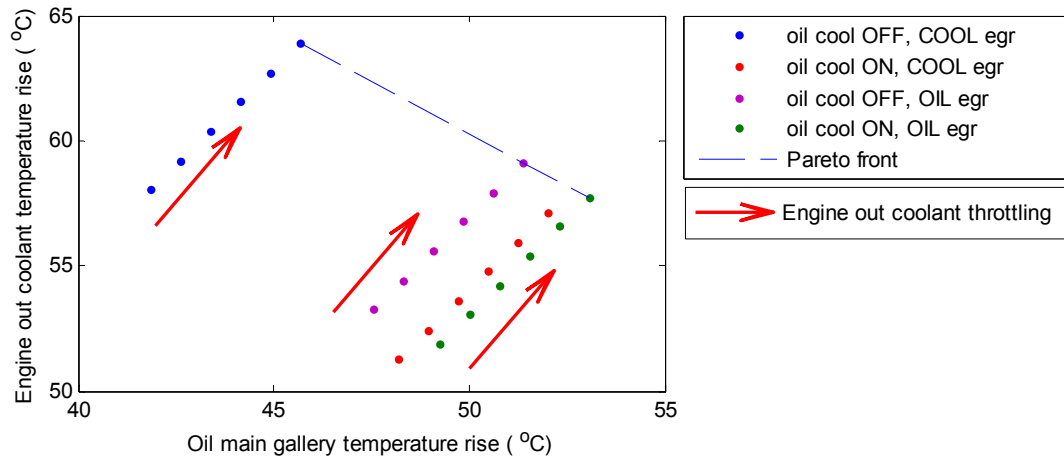 65
60
55
50
40
45
50
55
Engine out coolant temperature rise ( °C)
Oil main gallery temperature rise ( °C)
oil cool OFF, COOL egr
oil cool ON, COOL egr
oil cool OFF, OIL egr
oil cool ON, OIL egr
Pareto front
Engine out coolant throttling